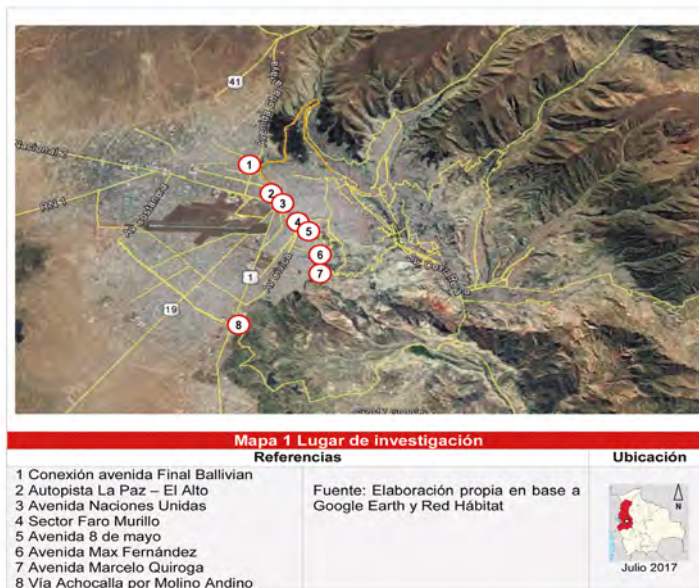 41
Nacional 2
RN 1
1
2
3
4
5
6
7
1
19
8
Mapa 1 Lugar de investigación
Referencias
Ubicación
1 Conexión avenida Final Ballivian
2 Autopista La Paz – El Alto
3 Avenida Naciones Unidas
4 Sector Faro Murillo
5 Avenida 8 de mayo
6 Avenida Max Fernández
7 Avenida Marcelo Quiroga
8 Vía Achocalla por Molino Andino
Fuente: Elaboración propia en base a
Google Earth y Red Hábitat
N
Julio 2017